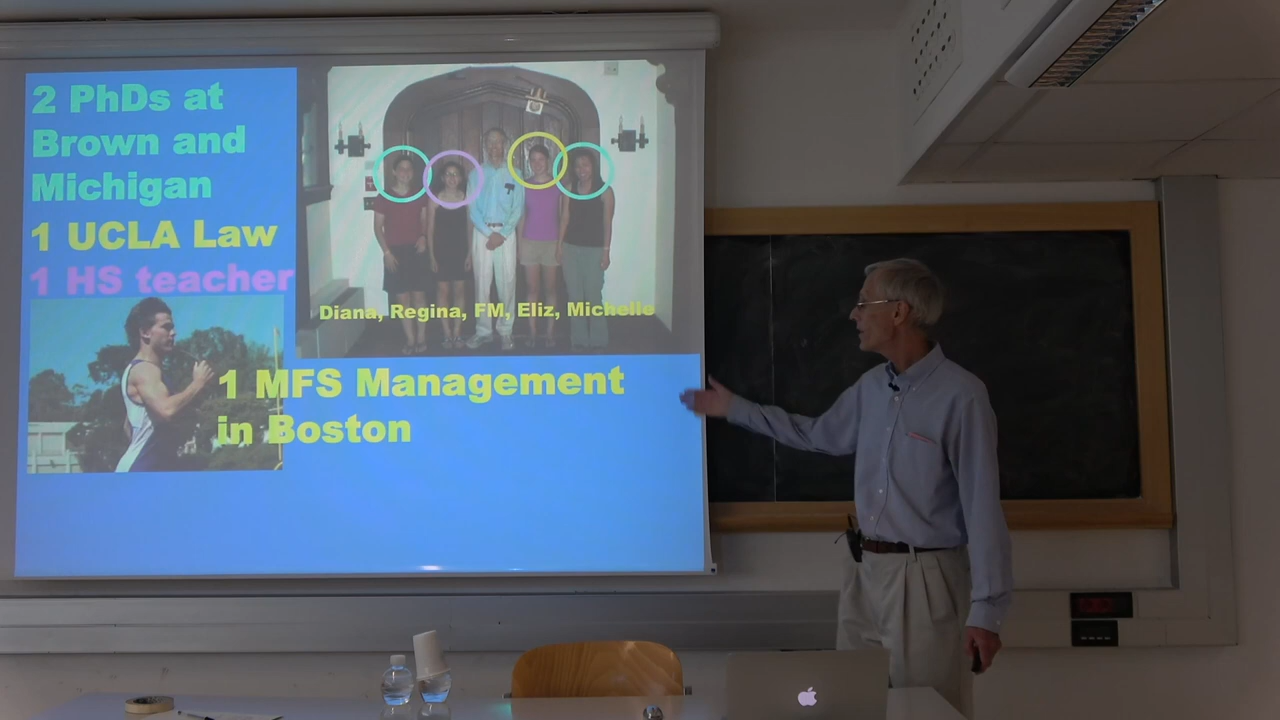 2 PhDs at
Brown and
Michigan
1 UCLA Law
1 HS teacher
Diana, Regina, FM, Eliz, Michelle
1 MFS Management
in Boston